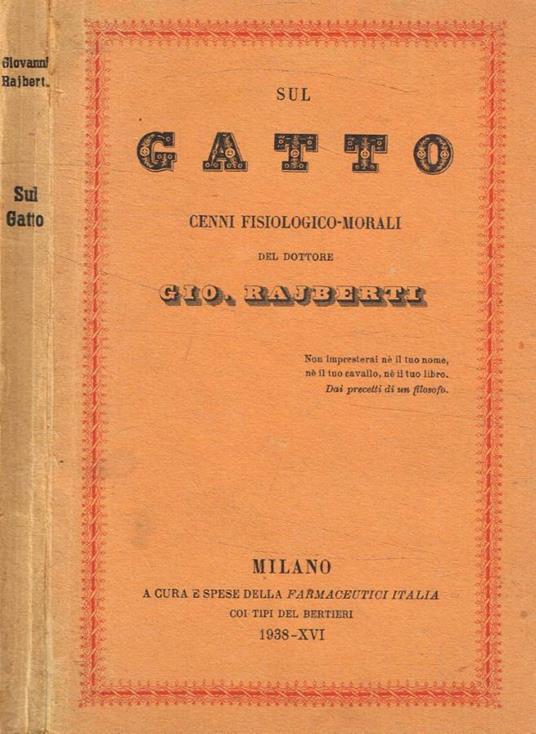 Giovanni
Rajbert.
Sul
Gatto
SUL
GATTO
CENNI FISIOLOGICO-MORALI
DEL DOTTORE
GIO. RAJBERTI
Non impresterai nè il tuo nome,
nè il tuo cavallo, nè il tuo libro.
Dai precetti di un filosofo.
MILANO
A CURA E SPESE DELLA FARMACEUTICI ITALIA
COI TIPI DEL BERTIERI
1938-XVI